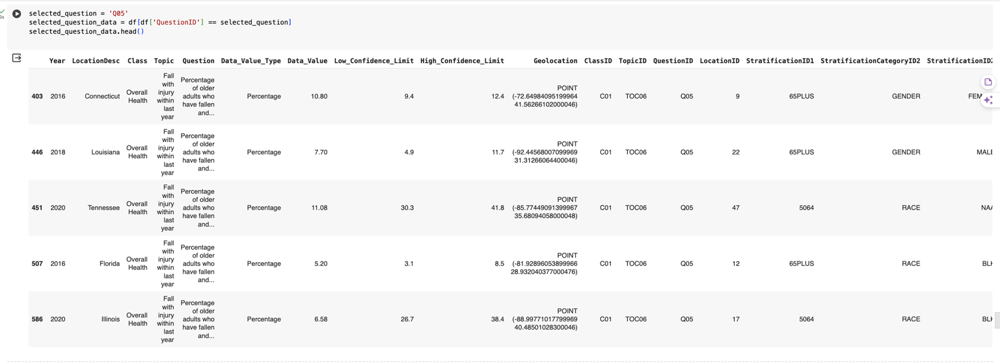 selected_question = 'Q05'
selected_question_data = df[df['QuestionID'] == selected_question]
selected_question_data.head()
0s
Year LocationDesc Class Topic Question Data_Value_Type Data_Value Low_Confidence_Limit High_Confidence_Limit Geolocation ClassID TopicID QuestionID LocationID StratificationID1 StratificationCategoryID2 StratificationID2
403 2016 Connecticut Overall Health Fall with injury within last year Percentage of older adults who have fallen and... Percentage 10.80 9.4 12.4 POINT (-72.64984095199964 41.56266102000046) C01 TOC06 Q05 9 65PLUS GENDER FEM
446 2018 Louisiana Overall Health Fall with injury within last year Percentage of older adults who have fallen and... Percentage 7.70 4.9 11.7 POINT (-92.44568007099969 31.31266064400046) C01 TOC06 Q05 22 65PLUS GENDER MALE
451 2020 Tennessee Overall Health Fall with injury within last year Percentage of older adults who have fallen and... Percentage 11.08 30.3 41.8 POINT (-85.77449091399967 35.68094058000048) C01 TOC06 Q05 47 5064 RACE NAA
507 2016 Florida Overall Health Fall with injury within last year Percentage of older adults who have fallen and... Percentage 5.20 3.1 8.5 POINT (-81.92896053899966 28.932040377000476) C01 TOC06 Q05 12 65PLUS RACE BLK
586 2020 Illinois Overall Health Fall with injury within last year Percentage of older adults who have fallen and... Percentage 6.58 26.7 38.4 POINT (-88.99771017799969 40.48501028300046) C01 TOC06 Q05 17 5064 RACE BLK